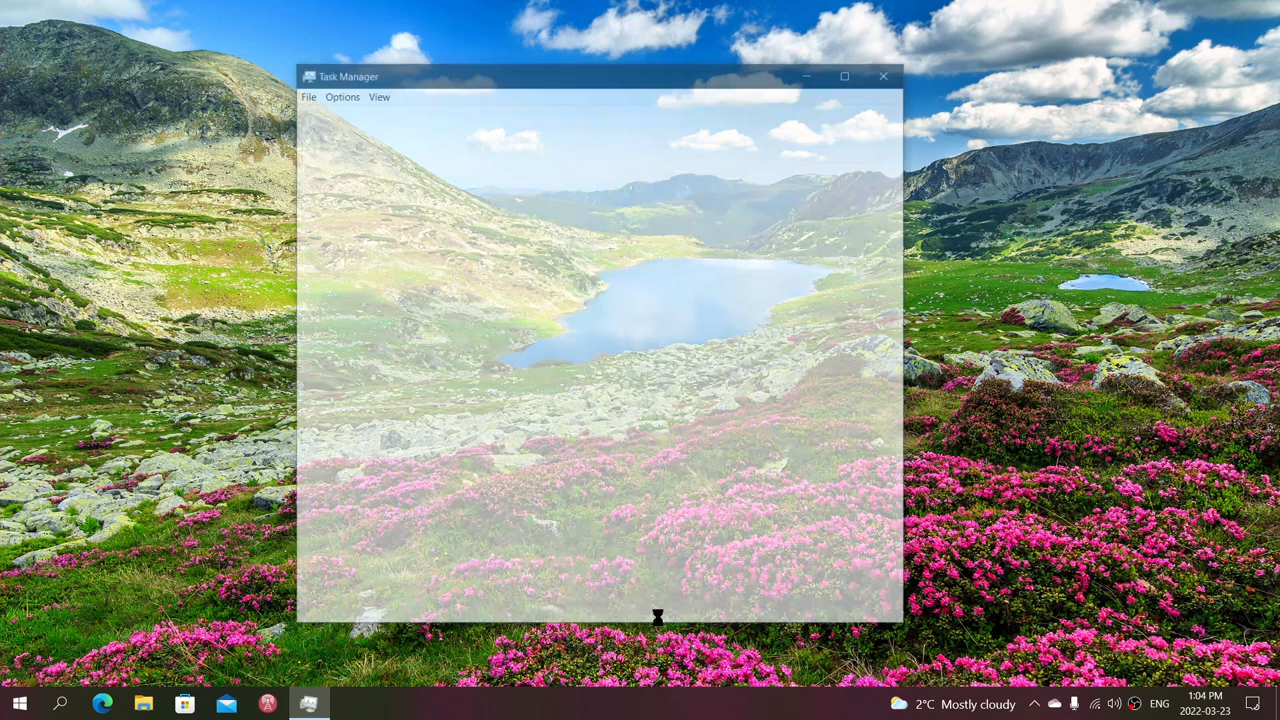 Task Manager
File Options View
2°C Mostly cloudy
ENG
1:04 PM
2022-03-23